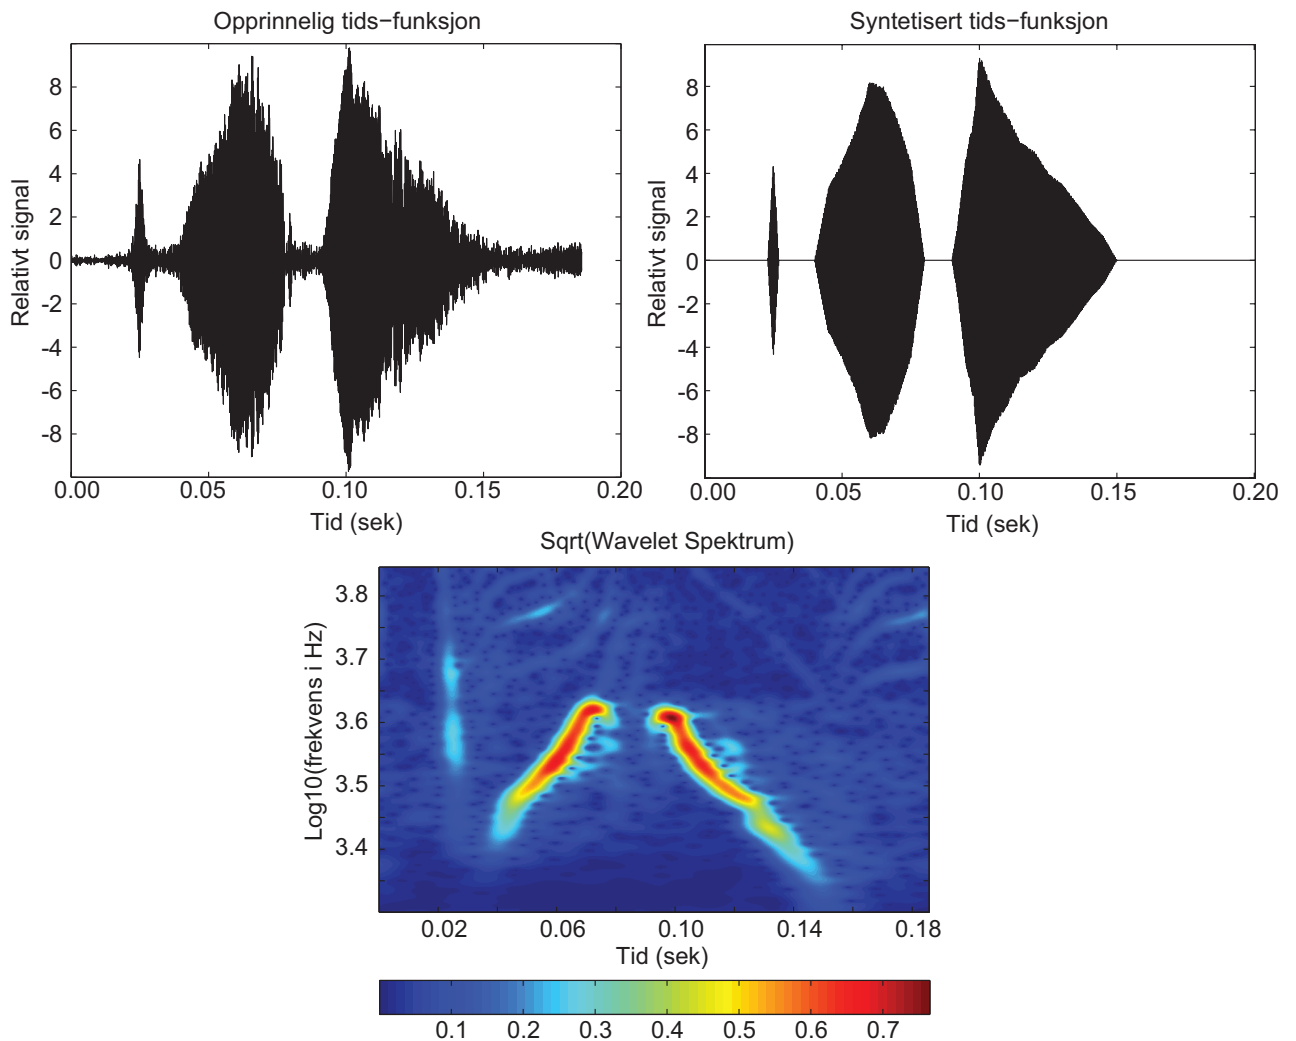 Opprinnelig tids−funksjon
Syntetisert tids−funksjon
Relativt signal
8
6
4
2
0
-2
-4
-6
-8
0.00 0.05 0.10 0.15 0.20
Tid (sek)
Relativt signal
8
6
4
2
0
-2
-4
-6
-8
0.00 0.05 0.10 0.15 0.20
Tid (sek)
Sqrt(Wavelet Spektrum)
Log10(frekvens i Hz)
3.8
3.7
3.6
3.5
3.4
0.02 0.06 0.10 0.14 0.18
Tid (sek)
0.1 0.2 0.3 0.4 0.5 0.6 0.7